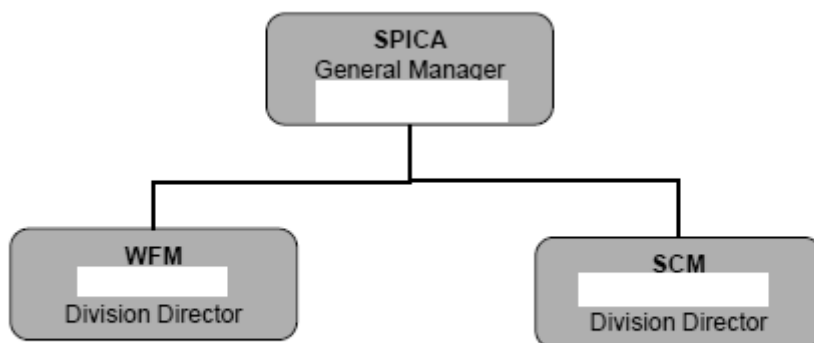 SPICA
General Manager
WFM
Division Director
SCM
Division Director